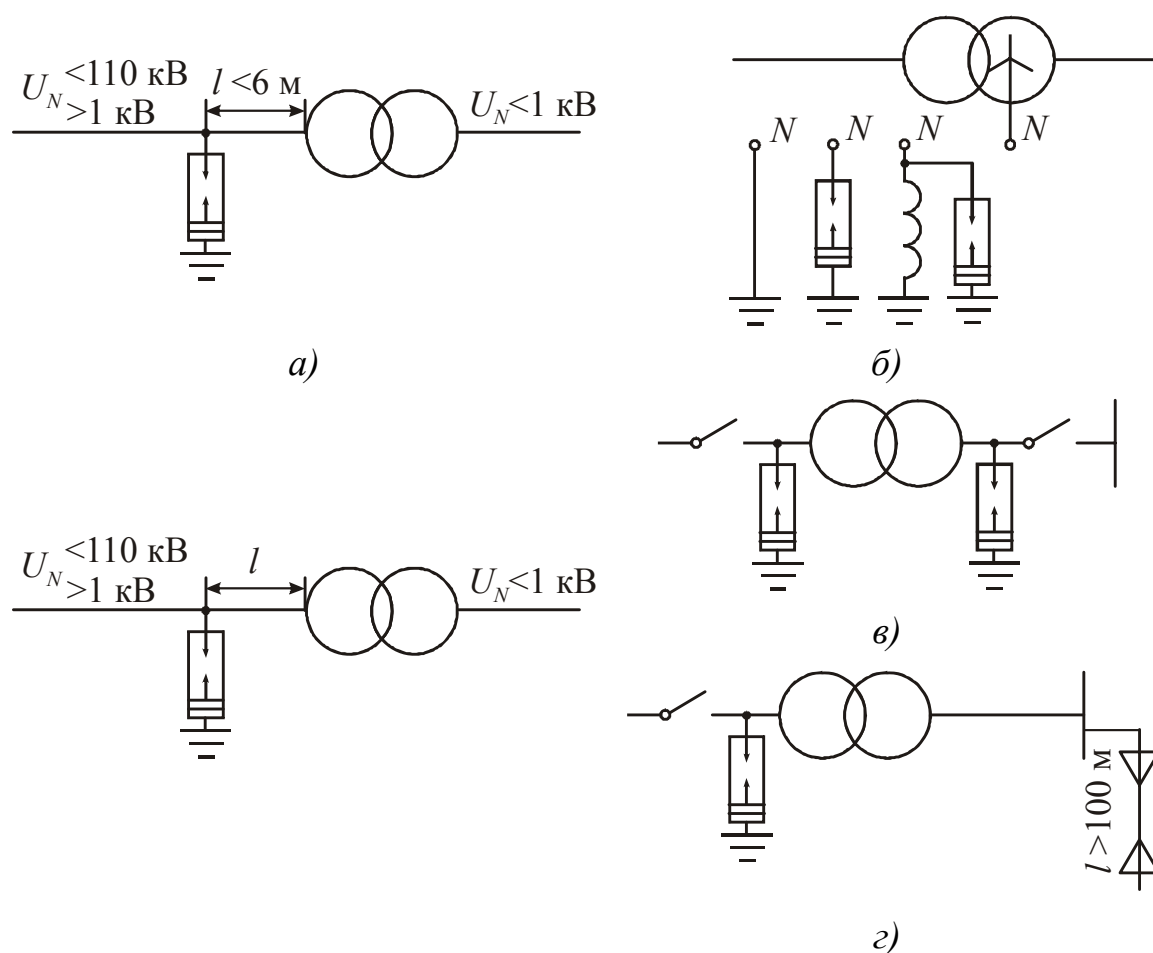 U_N <110 кВ
>1 кВ
l <6 м
U_N <1 кВ
а)
N N N N
б)
в)
U_N <110 кВ
>1 кВ
l
U_N <1 кВ
l >100 м
г)